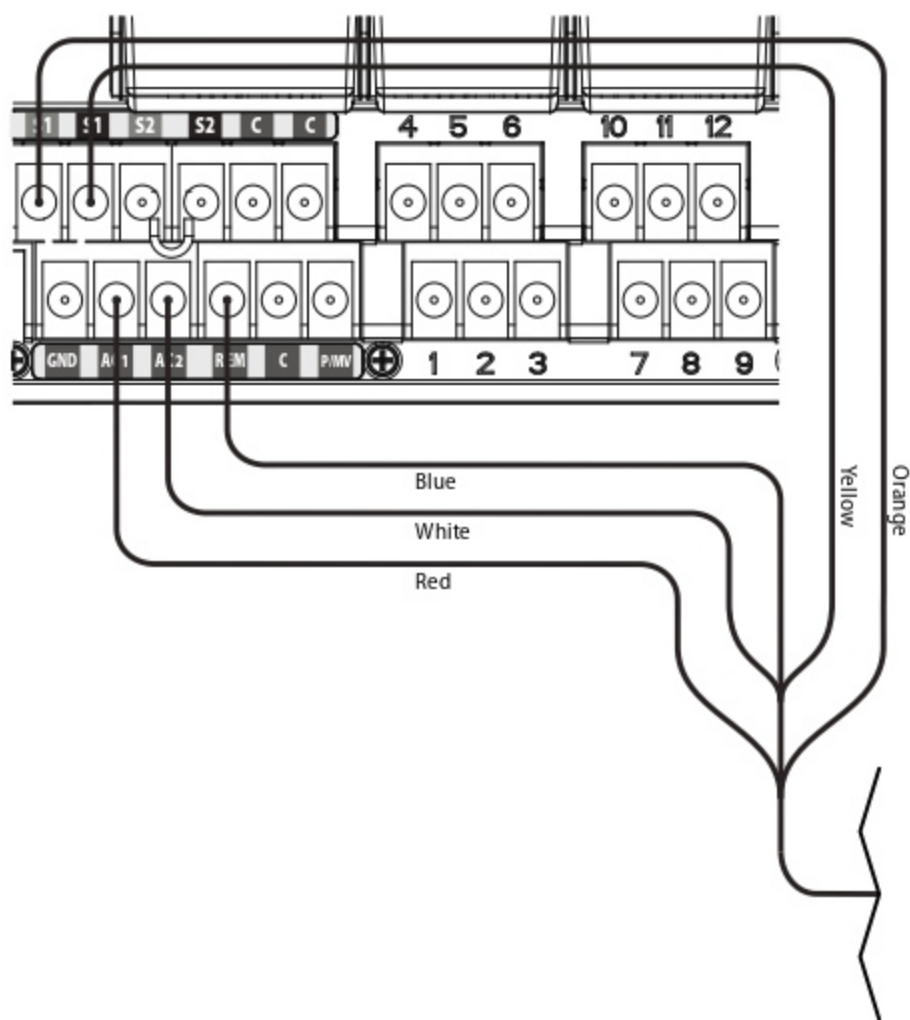 S1 S1 S2 S2 C C
4 5 6
10 11 12
GND AC1 AC2 REM C P/MV
1 2 3
7 8 9
Blue
White
Red
Yellow
Orange